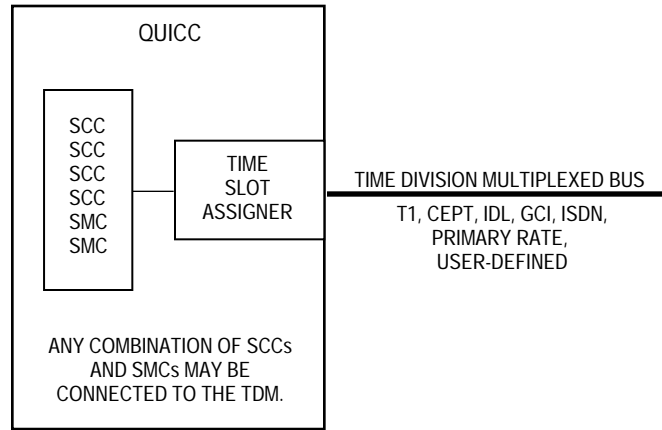 QUICC
SCC
SCC
SCC
SCC
SMC
SMC
TIME
SLOT
ASSIGNER
TIME DIVISION MULTIPLEXED BUS
T1, CEPT, IDL, GCI, ISDN,
PRIMARY RATE,
USER-DEFINED
ANY COMBINATION OF SCCs
AND SMCs MAY BE
CONNECTED TO THE TDM.